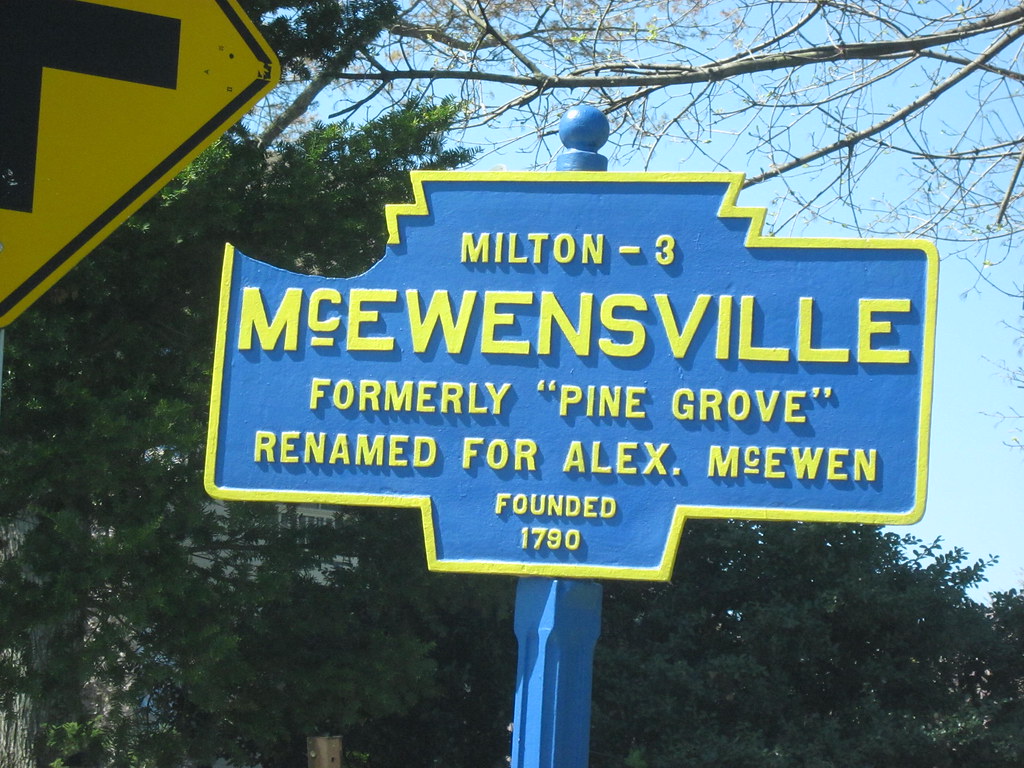 MILTON - 3
McEWENSVILLE
FORMERLY "PINE GROVE"
RENAMED FOR ALEX. McEWEN
FOUNDED
1790